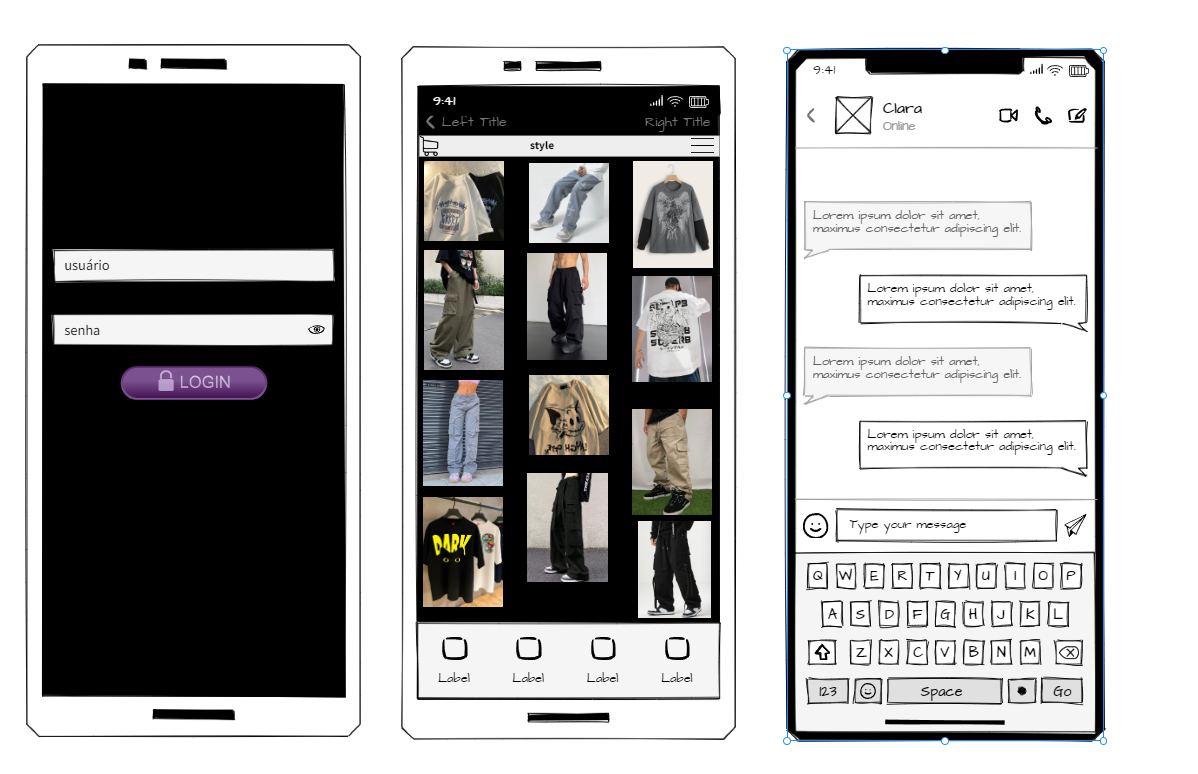 usuário
senha
LOGIN
9:41
Left Title
Right Title
style
DARK
Label
Label
Label
Label
9:41
Clara
Online
Lorem ipsum dolor sit amet,
maximus consectetur adipiscing elit.
Lorem ipsum dolor sit amet,
maximus consectetur adipiscing elit.
Lorem ipsum dolor sit amet,
maximus consectetur adipiscing elit.
Lorem ipsum dolor sit amet,
maximus consectetur adipiscing elit.
Type your message
Q W E R T Y U I O P
A S D F G H J K L
Z X C V B N M
123 Space Go